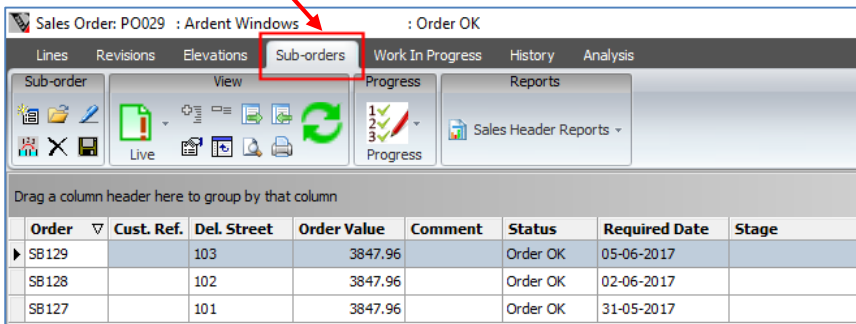 Sales Order: PO029 : Ardent Windows : Order OK
Lines Revisions Elevations Sub-orders Work In Progress History Analysis
Sub-order View Progress Reports
1
2
3
Sales Header Reports
Live Progress
Drag a column header here to group by that column
Order Cust. Ref. Del. Street Order Value Comment Status Required Date Stage
SB129 103 3847.96 Order OK 05-06-2017
SB128 102 3847.96 Order OK 02-06-2017
SB127 101 3847.96 Order OK 31-05-2017